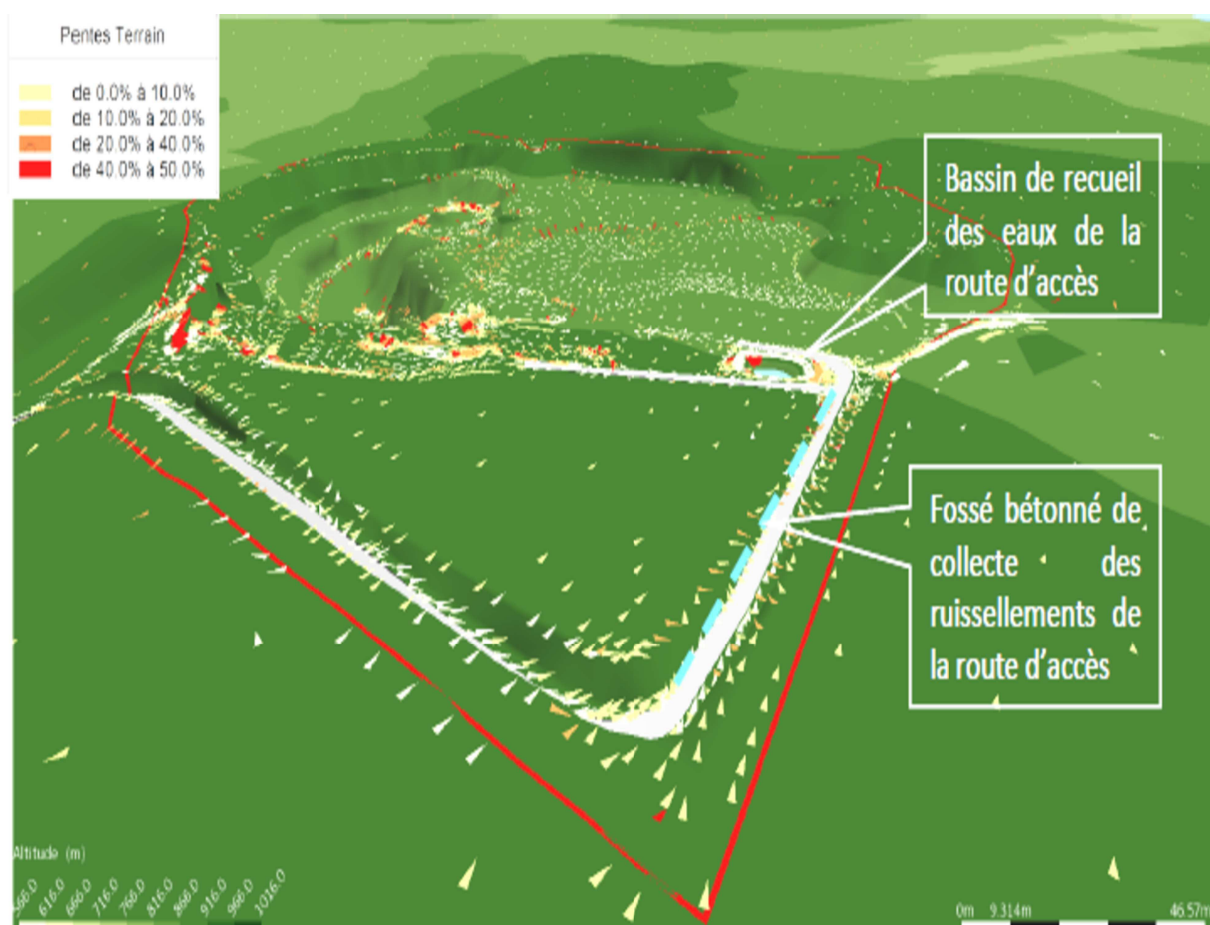 Pentes Terrain
de 0.0% à 10.0%
de 10.0% à 20.0%
de 20.0% à 40.0%
de 40.0% à 50.0%
Bassin de recueil
des eaux de la
route d'accès
Fossé bétonné de
collecte des
ruissellements de
la route d'accès
Altitude (m)
566.0 616.0 666.0 716.0 766.0 816.0 866.0 916.0 966.0 1016.0
0m 9.314m 46.57m